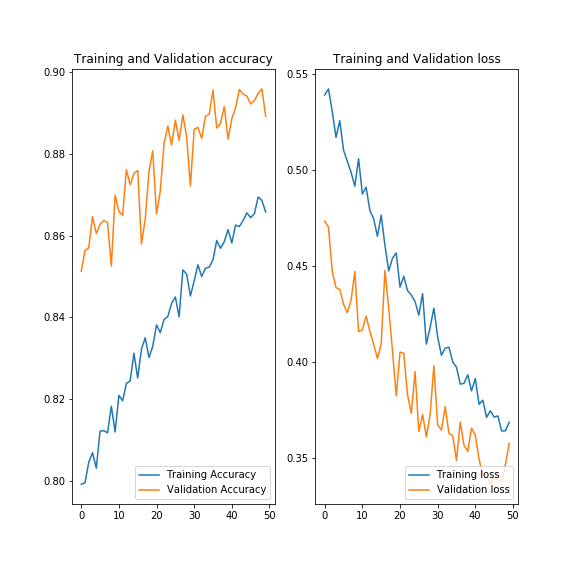 Training and Validation accuracy
0.90
0.88
0.86
0.84
0.82
0.80
0 10 20 30 40 50
Training Accuracy
Validation Accuracy
Training and Validation loss
0.55
0.50
0.45
0.40
0.35
0 10 20 30 40 50
Training loss
Validation loss